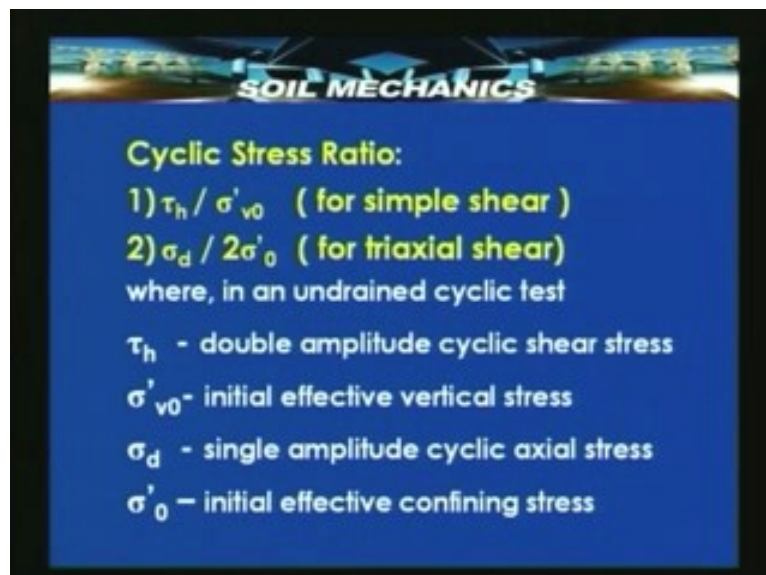 SOIL MECHANICS
Cyclic Stress Ratio:
1) τh / σ'v0 ( for simple shear )
2) σd / 2σ'0 ( for triaxial shear)
where, in an undrained cyclic test
τh - double amplitude cyclic shear stress
σ'v0- initial effective vertical stress
σd - single amplitude cyclic axial stress
σ'0 – initial effective confining stress